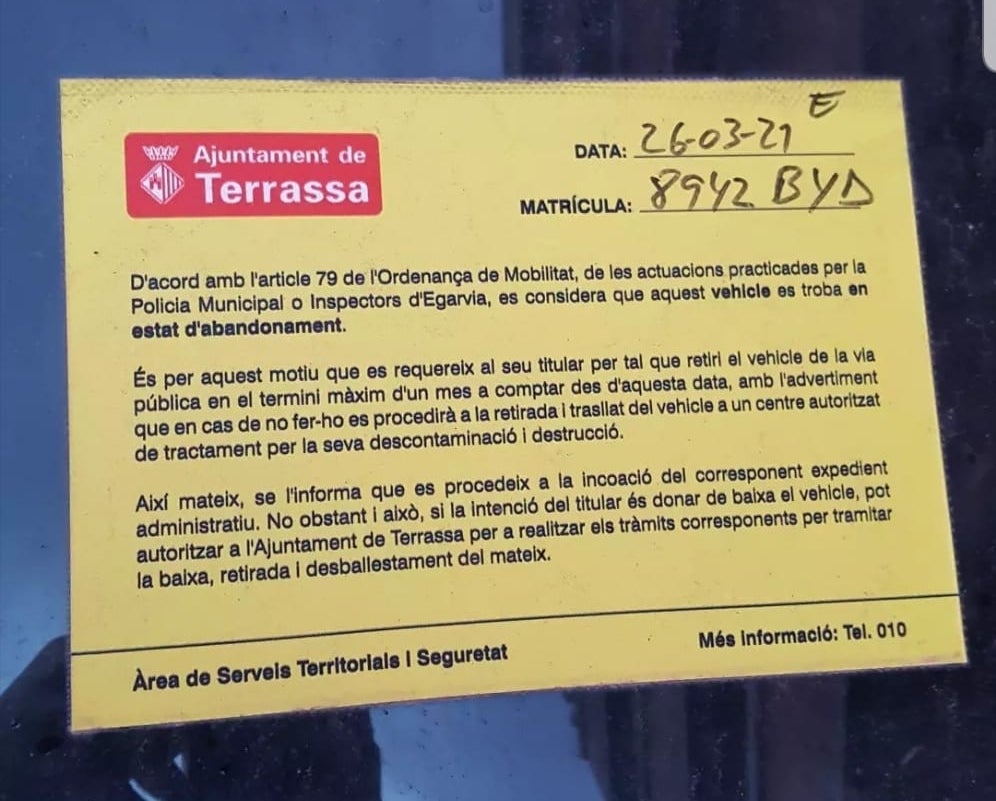 E
Ajuntament de
Terrassa
DATA: 26-03-21
MATRÍCULA: 8942 BYD
D'acord amb l'article 79 de l'Ordenança de Mobilitat, de les actuacions practicades per la
Policia Municipal o Inspectors d'Egarvia, es considera que aquest vehicle es troba en
estat d'abandonament.
És per aquest motiu que es requereix al seu titular per tal que retiri el vehicle de la via
pública en el termini màxim d'un mes a comptar des d'aquesta data, amb l'advertiment
que en cas de no fer-ho es procedirà a la retirada i trasllat del vehicle a un centre autoritzat
de tractament per la seva descontaminació i destrucció.
Així mateix, se l'informa que es procedeix a la incoació del corresponent expedient
administratiu. No obstant i això, si la intenció del titular és donar de baixa el vehicle, pot
autoritzar a l'Ajuntament de Terrassa per a realitzar els tràmits corresponents per tramitar
la baixa, retirada i desballestament del mateix.
Àrea de Serveis Territorials i Seguretat
Més informació: Tel. 010